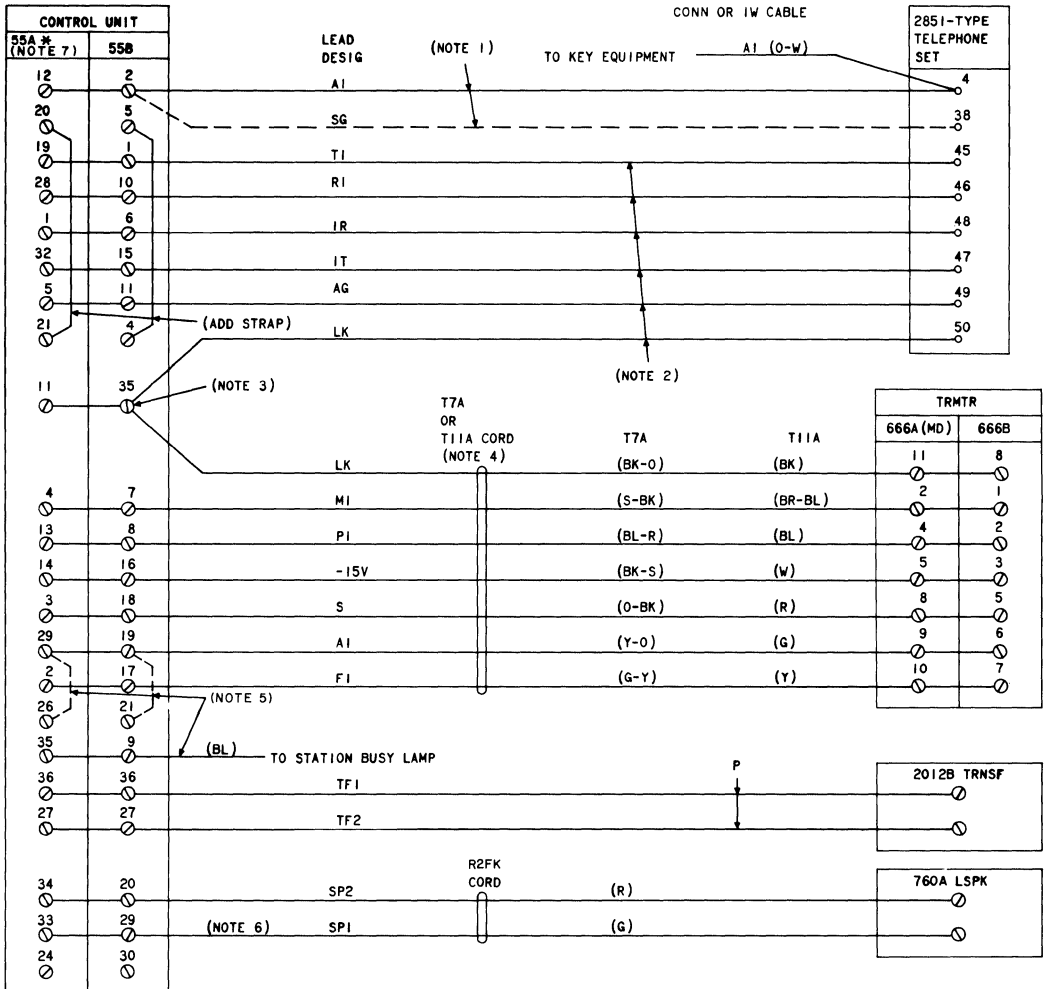 CONTROL UNIT
55A * (NOTE 7)
55B
LEAD DESIG
(NOTE 1)
CONN OR IW CABLE
TO KEY EQUIPMENT
A1 (O-W)
2851-TYPE TELEPHONE SET
12 2 A1 4
20 5 SG 38
19 1 T1 45
28 10 R1 46
1 6 IR 48
32 15 IT 47
5 11 AG 49
21 4 (ADD STRAP) LK 50
(NOTE 2)
11 35 (NOTE 3)
T7A OR T11A CORD (NOTE 4)
T7A
T11A
TRMTR
666A (MD)
666B
LK (BK-O) (BK) 11 8
4 7 M1 (S-BK) (BR-BL) 2 1
13 8 P1 (BL-R) (BL) 4 2
14 16 -15V (BK-S) (W) 5 3
3 18 S (O-BK) (R) 8 5
29 19 A1 (Y-O) (G) 9 6
2 17 F1 (G-Y) (Y) 10 7
26 21 (NOTE 5)
35 9 (BL) TO STATION BUSY LAMP
P
2012B TRNSF
36 36 TF1
27 27 TF2
R2FK CORD
760A LSPK
34 20 SP2 (R)
33 29 (NOTE 6) SP1 (G)
24 30